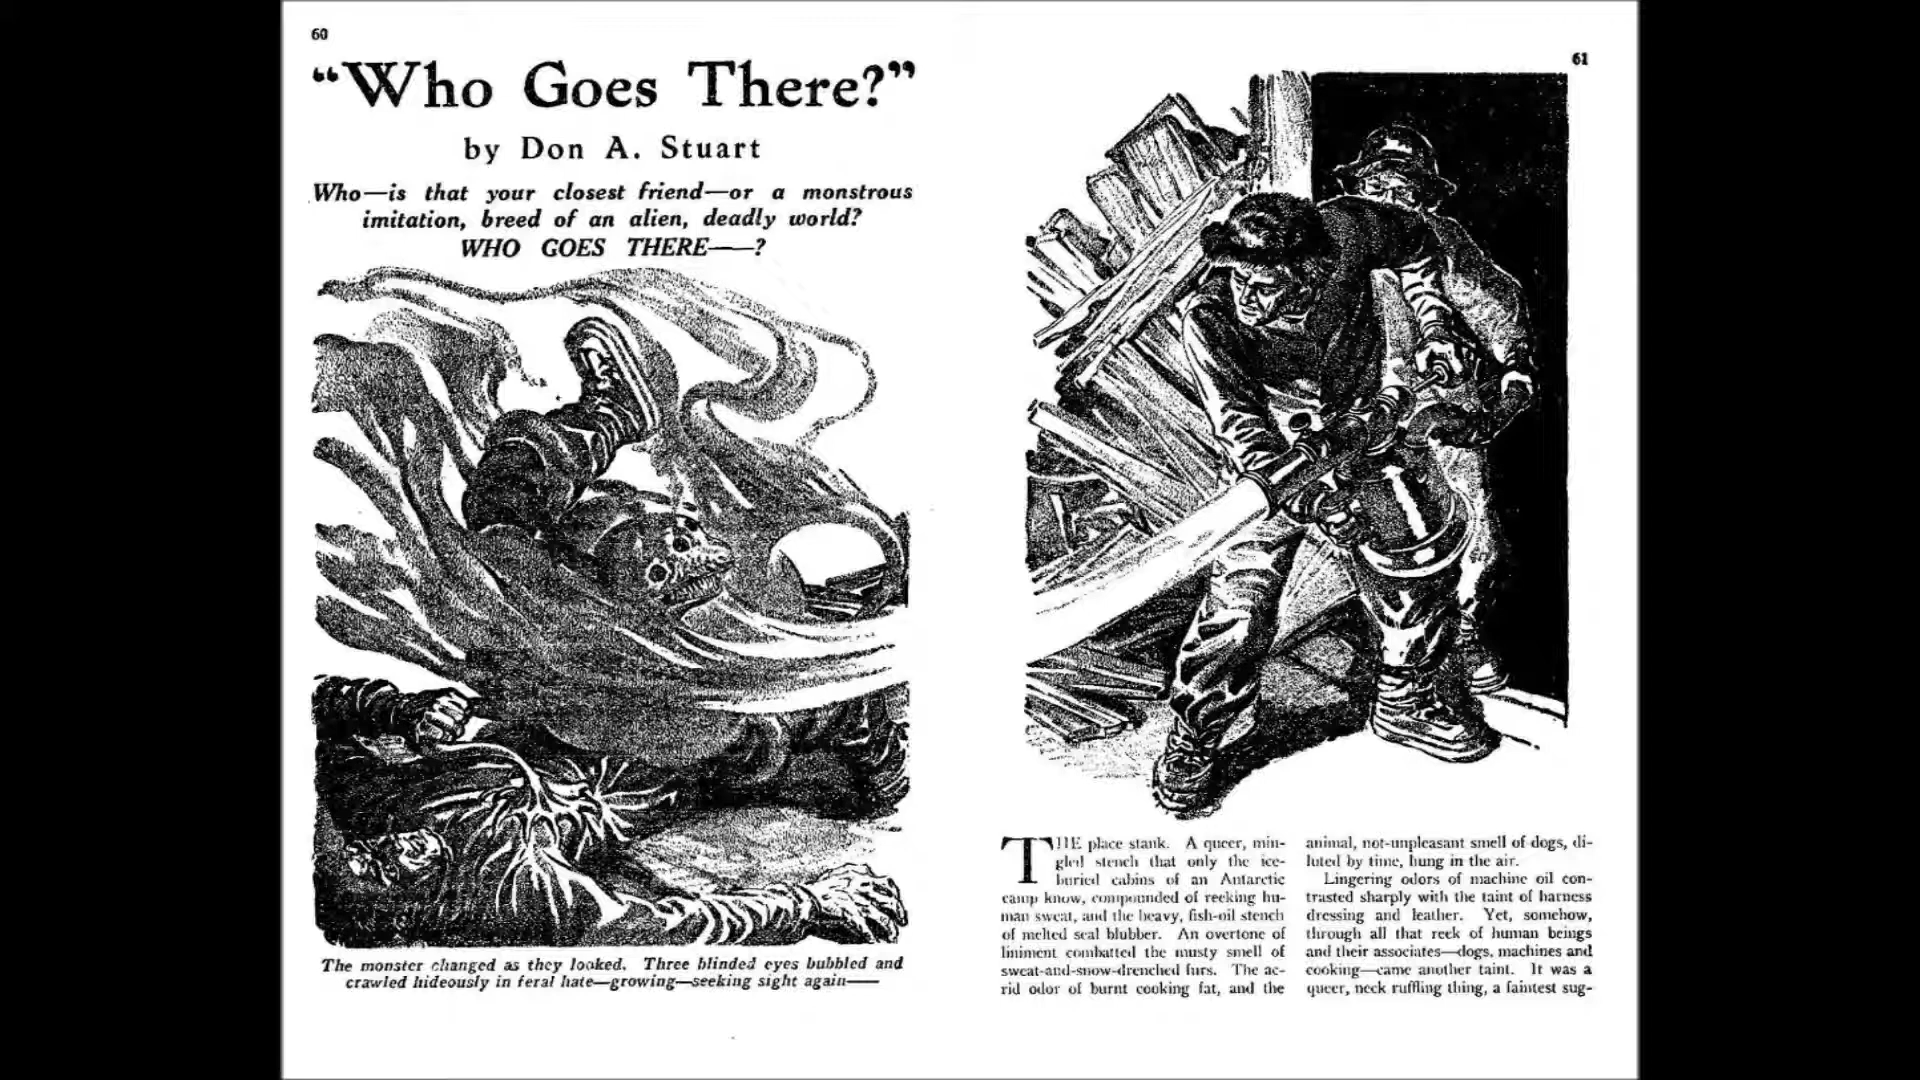 60
“Who Goes There?”
by Don A. Stuart
Who—is that your closest friend—or a monstrous
imitation, breed of an alien, deadly world?
WHO GOES THERE——?
The monster changed as they looked. Three blinded eyes bubbled and
crawled hideously in feral hate—growing—seeking sight again——
61
THE place stank. A queer, min-
gled stench that only the ice-
buried cabins of an Antarctic
camp know, compounded of reeking hu-
man sweat, and the heavy, fish-oil stench
of melted seal blubber. An overtone of
liniment combatted the musty smell of
sweat-and-snow-drenched furs. The ac-
rid odor of burnt cooking fat, and the
animal, not-unpleasant smell of dogs, di-
luted by time, hung in the air.
Lingering odors of machine oil con-
trasted sharply with the taint of harness
dressing and leather. Yet, somehow,
through all that reek of human beings
and their associates—dogs, machines and
cooking—came another taint. It was a
queer, neck ruffling thing, a faintest sug-